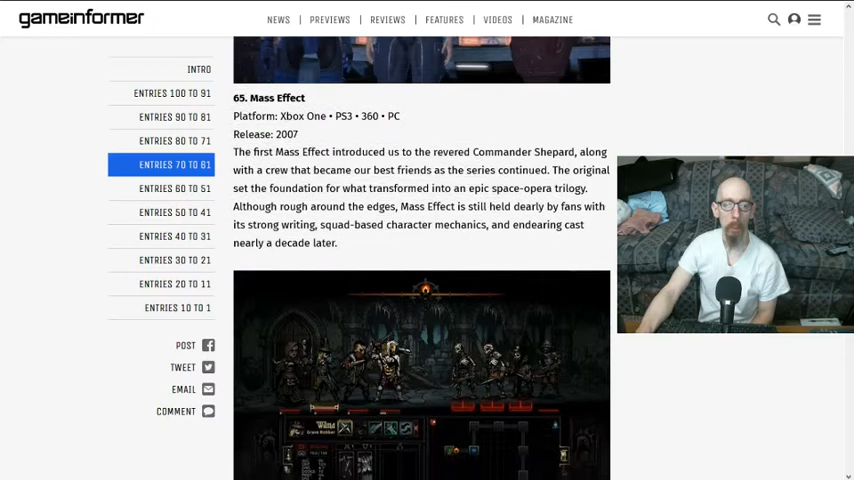 gameinformer
NEWS | PREVIEWS | REVIEWS | FEATURES | VIDEOS | MAGAZINE
INTRO
ENTRIES 100 TO 91
ENTRIES 90 TO 81
ENTRIES 80 TO 71
ENTRIES 70 TO 61
ENTRIES 60 TO 51
ENTRIES 50 TO 41
ENTRIES 40 TO 31
ENTRIES 30 TO 21
ENTRIES 20 TO 11
ENTRIES 10 TO 1
POST
TWEET
EMAIL
COMMENT
65. Mass Effect
Platform: Xbox One • PS3 • 360 • PC
Release: 2007
The first Mass Effect introduced us to the revered Commander Shepard, along
with a crew that became our best friends as the series continued. The original
set the foundation for what transformed into an epic space-opera trilogy.
Although rough around the edges, Mass Effect is still held dearly by fans with
its strong writing, squad-based character mechanics, and endearing cast
nearly a decade later.